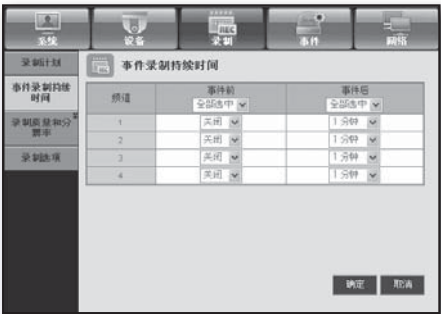 系统
设备
录制
事件
网络
录制计划
事件录制持续
时间
录制质量和分
辨率
录制选项
事件录制持续时间
频道 事件前 事件后
全部选中 全部选中
1 关闭 1 分钟
2 关闭 1 分钟
3 关闭 1 分钟
4 关闭 1 分钟
确定 取消